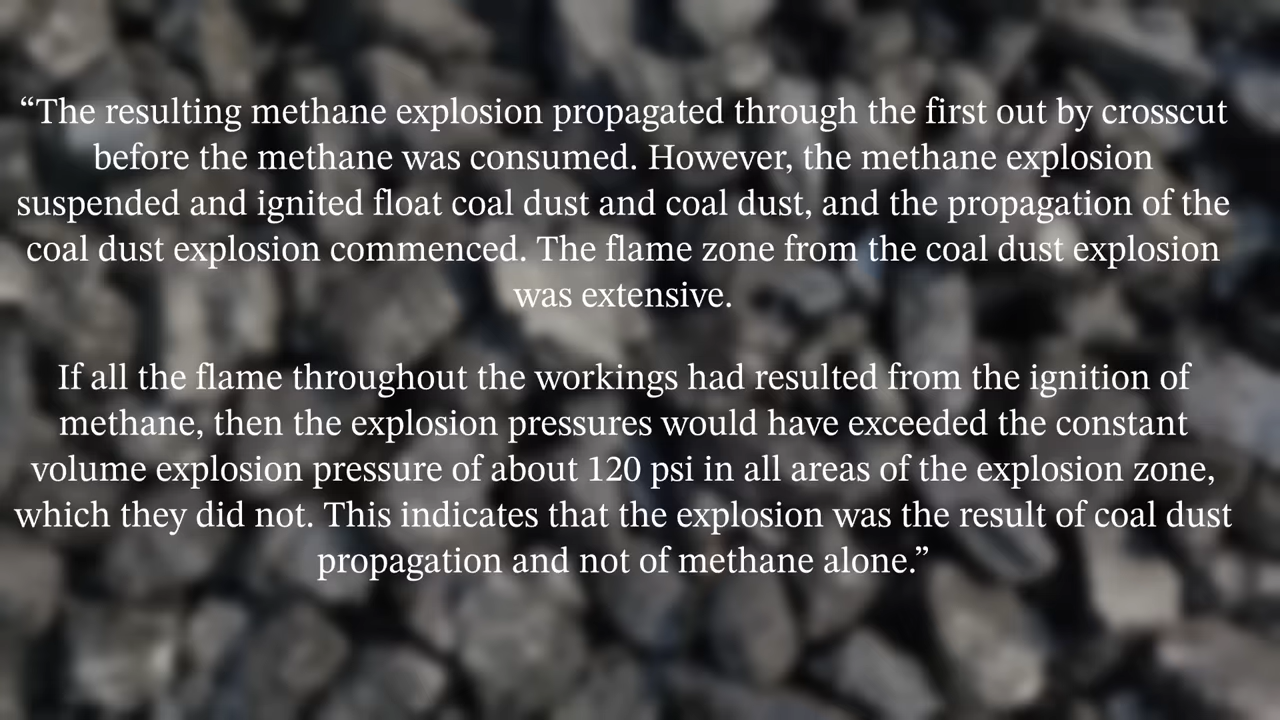 “The resulting methane explosion propagated through the first out by crosscut
before the methane was consumed. However, the methane explosion
suspended and ignited float coal dust and coal dust, and the propagation of the
coal dust explosion commenced. The flame zone from the coal dust explosion
was extensive.
If all the flame throughout the workings had resulted from the ignition of
methane, then the explosion pressures would have exceeded the constant
volume explosion pressure of about 120 psi in all areas of the explosion zone,
which they did not. This indicates that the explosion was the result of coal dust
propagation and not of methane alone.”